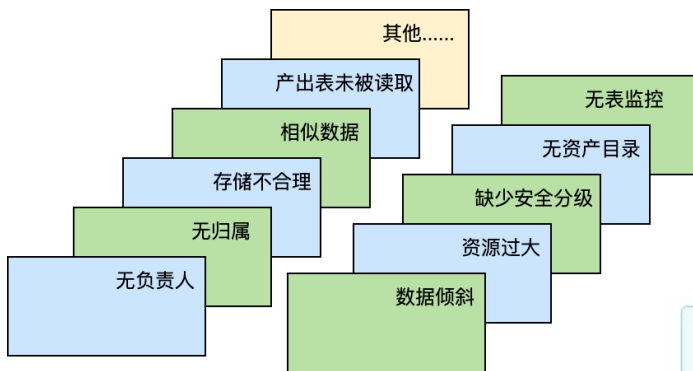 其他......
产出表未被读取
相似数据
存储不合理
无归属
无负责人
无表监控
无资产目录
缺少安全分级
资源过大
数据倾斜